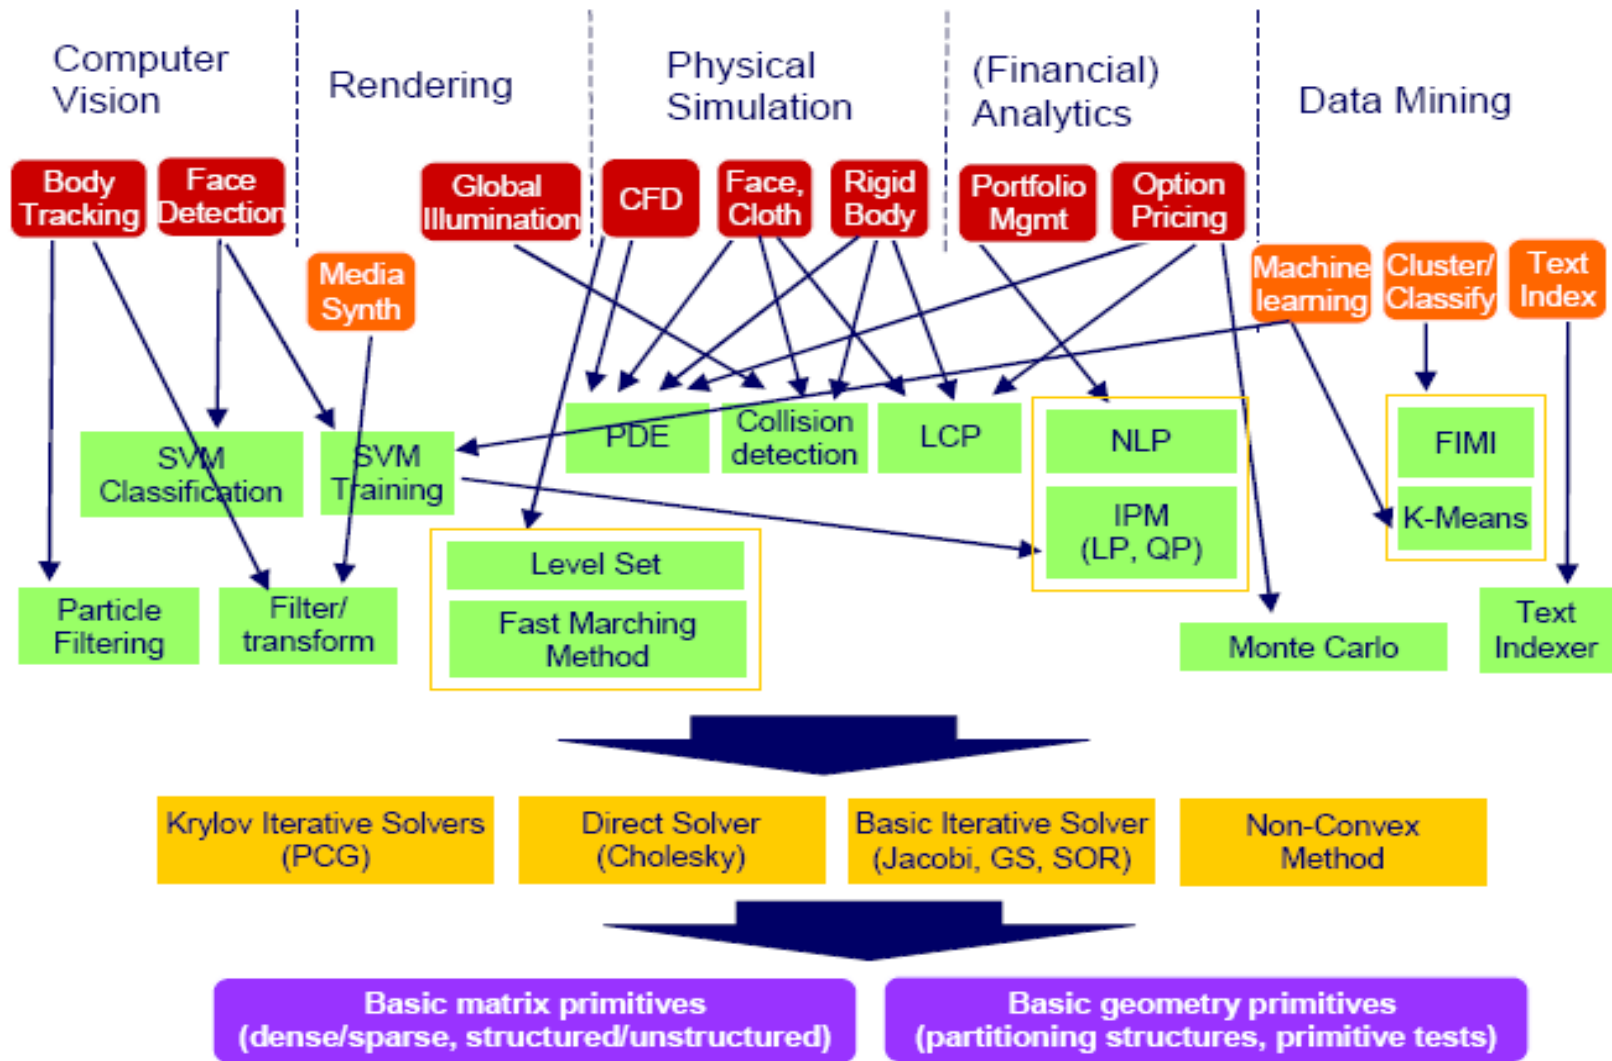 Computer
Vision
Rendering
Physical
Simulation
(Financial)
Analytics
Data Mining
Body
Tracking
Face
Detection
Global
Illumination
CFD
Face,
Cloth
Rigid
Body
Portfolio
Mgmt
Option
Pricing
Media
Synth
Machine
learning
Cluster/
Classify
Text
Index
SVM
Classification
SVM
Training
PDE
Collision
detection
LCP
NLP
FIMI
IPM
(LP, QP)
K-Means
Level Set
Particle
Filtering
Filter/
transform
Fast Marching
Method
Monte Carlo
Text
Indexer
Krylov Iterative Solvers
(PCG)
Direct Solver
(Cholesky)
Basic Iterative Solver
(Jacobi, GS, SOR)
Non-Convex
Method
Basic matrix primitives
(dense/sparse, structured/unstructured)
Basic geometry primitives
(partitioning structures, primitive tests)